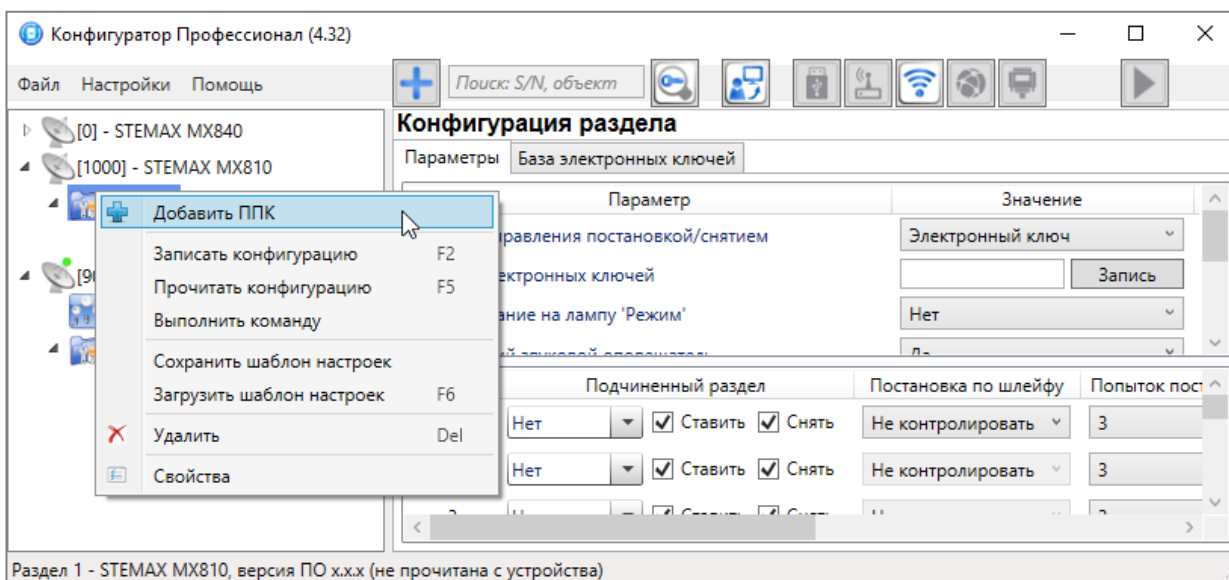 Конфигуратор Профессионал (4.32)
Файл Настройки Помощь
Поиск: S/N, объект
[0] - STEMAX MX840
[1000] - STEMAX MX810
Конфигурация раздела
Параметры База электронных ключей
Параметр Значение
Добавить ППК
Записать конфигурацию F2
Прочитать конфигурацию F5
Выполнить команду
Сохранить шаблон настроек
Загрузить шаблон настроек F6
Удалить Del
Свойства
постановкой/снятием Электронный ключ
ключей Запись
на лампу 'Режим' Нет
Подчиненный раздел Постановка по шлейфу Попыток
Нет Ставить Снять Не контролировать 3
Нет Ставить Снять Не контролировать 3
Раздел 1 - STEMAX MX810, версия ПО x.x.x (не прочитана с устройства)